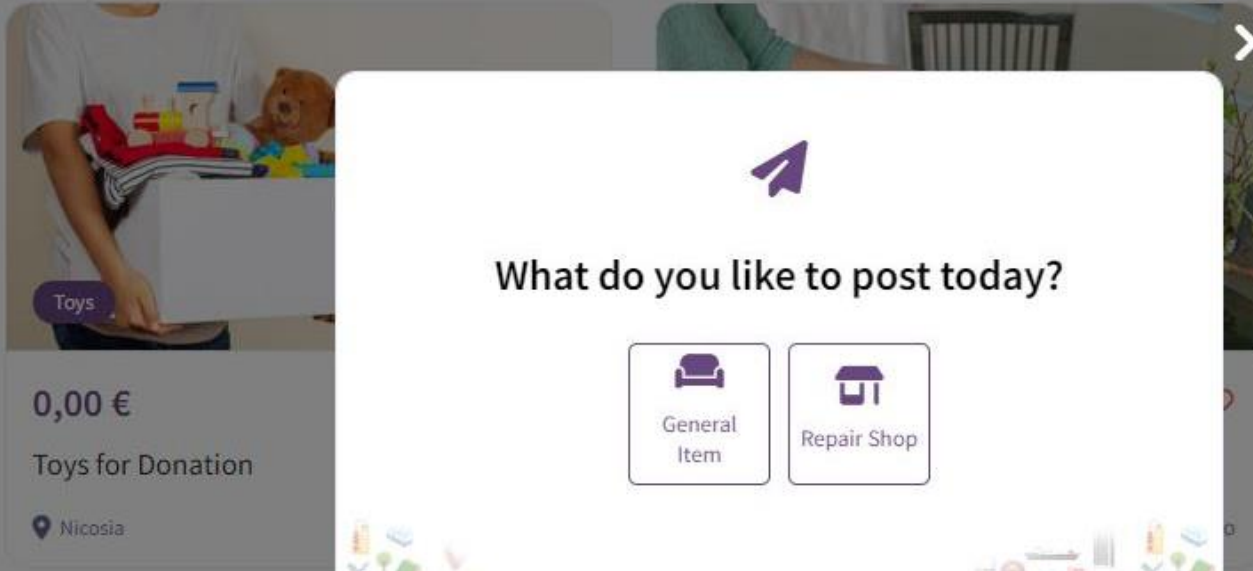 What do you like to post today?
General
Item
Repair Shop
Toys
0,00 €
Toys for Donation
Nicosia